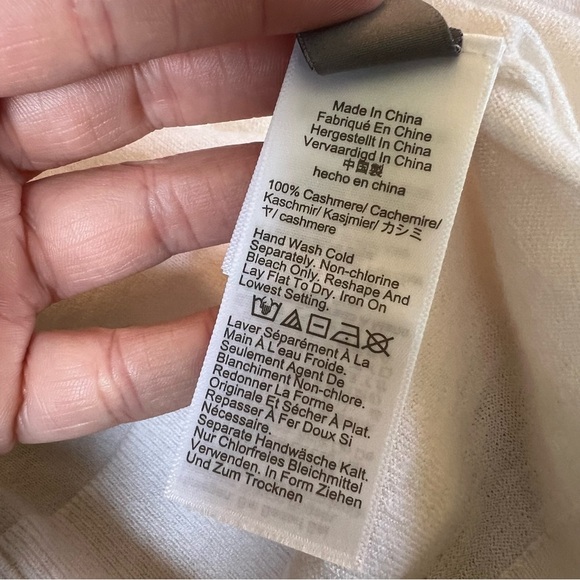 Made In China
Fabriqué En Chine
Hergestellt In China
Vervaardigd In China
中国製
hecho en china
100% Cashmere/ Cachemire/
Kaschmir/ Kasjmier/ カシミ
ヤ/ cashmere
Hand Wash Cold
Separately. Non-chlorine
Bleach Only. Reshape And
Lay Flat To Dry. Iron On
Lowest Setting.
Laver Séparément À La
Main À L'eau Froide.
Seulement Agent De
Blanchiment Non-chlore.
Redonner La Forme
Originale Et Sécher À Plat.
Repasser À Fer Doux Si
Nécessaire.
Separate Handwäsche Kalt.
Nur Chlorfreies Bleichmittel
Verwenden. In Form Ziehen
Und Zum Trocknen